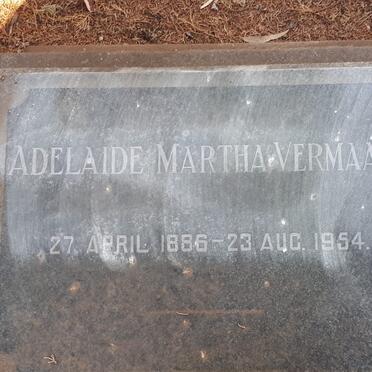 ADELAIDE MARTHA VERMAA
27 APRIL 1886 – 23 AUG. 1954.